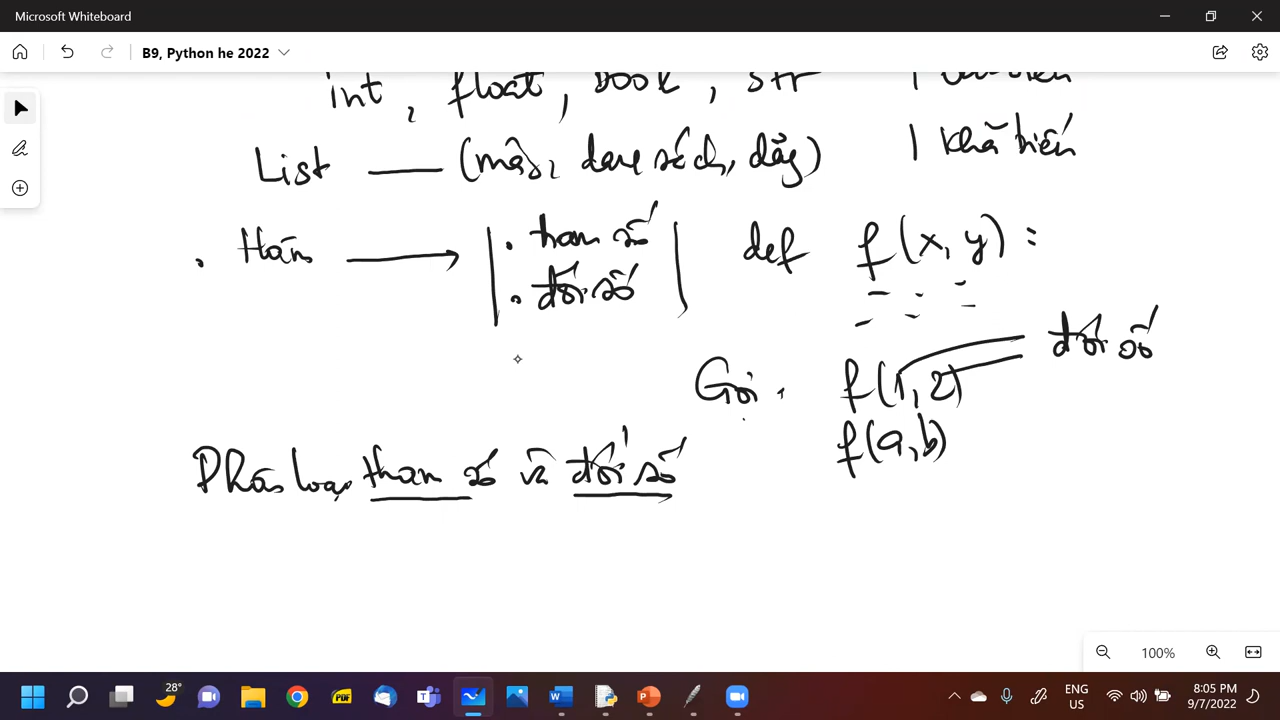 Microsoft Whiteboard
B9, Python he 2022
int, float, bool, str
1 khả biến
List — (mảng, danh sách, dãy)
. Hàm → | . tham số | def f(x, y) :
. đối số
đối số
Gọi. f(1, 2)
f(a, b)
Phân loại tham số và đối số
100%
28°
ENG
US
8:05 PM
9/7/2022